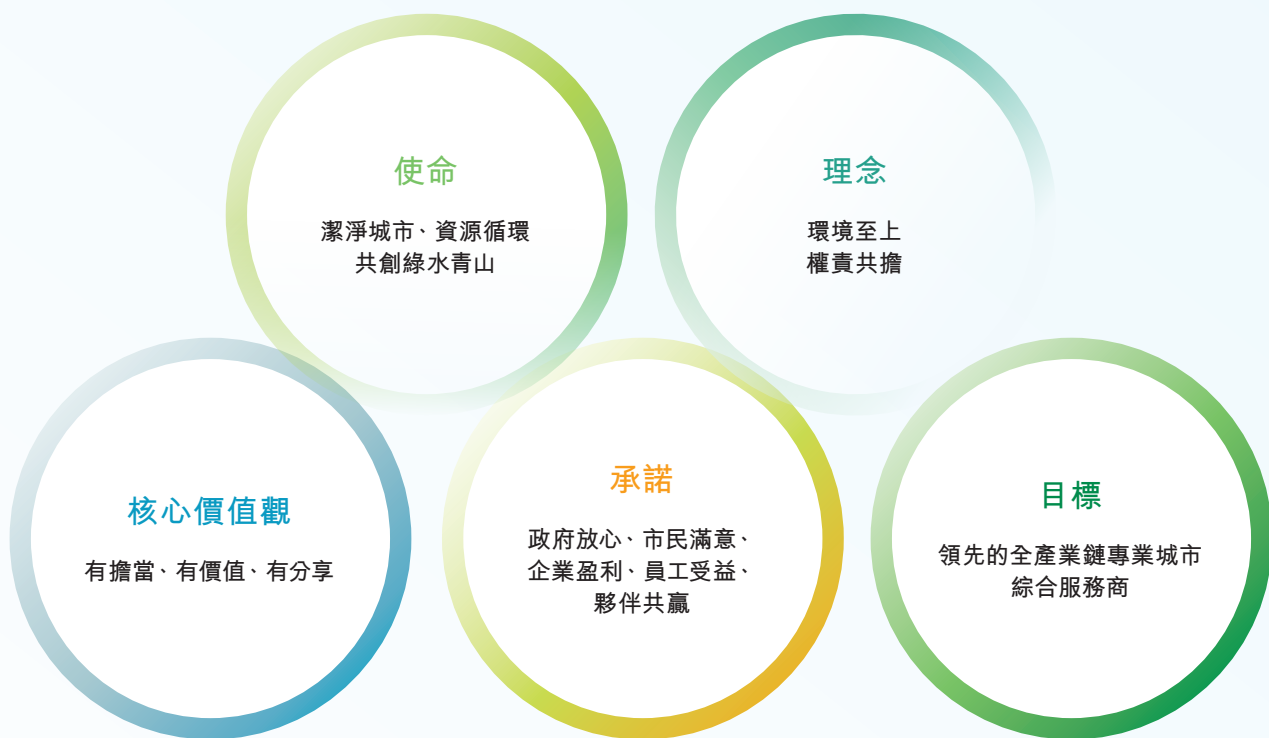 使命
潔淨城市、資源循環
共創綠水青山
理念
環境至上
權責共擔
核心價值觀
有擔當、有價值、有分享
承諾
政府放心、市民滿意、
企業盈利、員工受益、
夥伴共贏
目標
領先的全產業鏈專業城市
綜合服務商